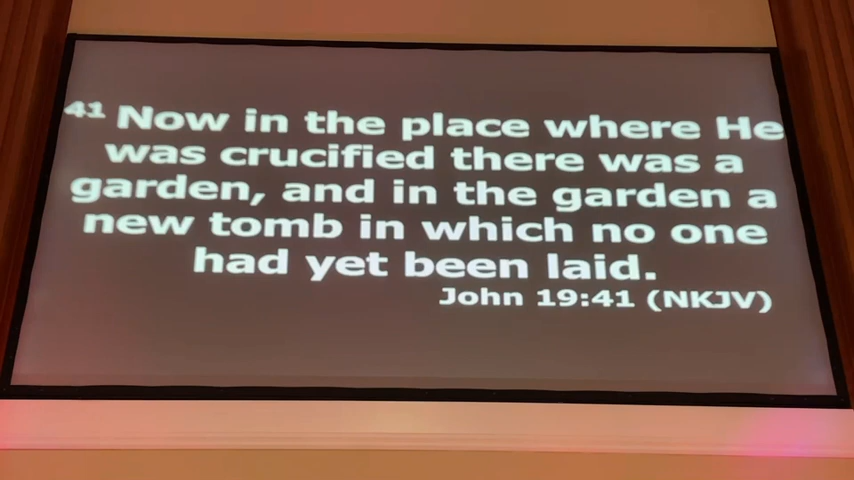 41 Now in the place where He
was crucified there was a
garden, and in the garden a
new tomb in which no one
had yet been laid.
John 19:41 (NKJV)